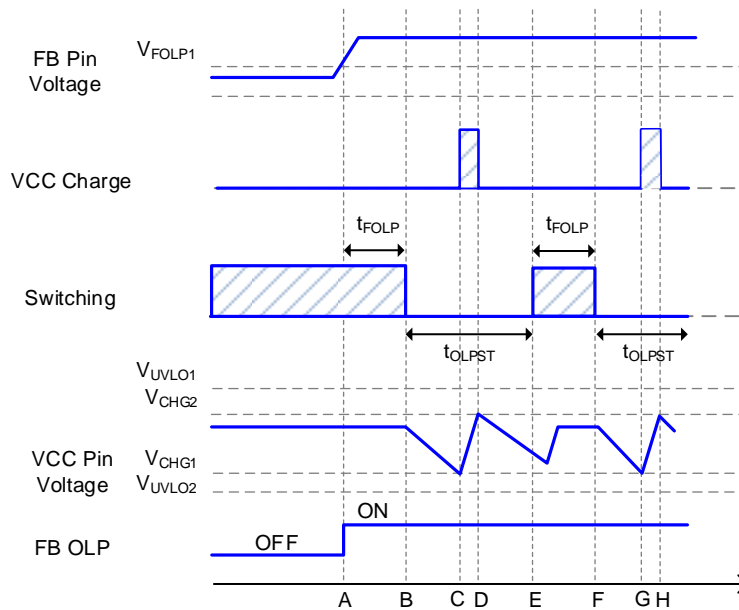 FB Pin
Voltage
VFOLP1
VCC Charge
tFOLP
tFOLP
Switching
tOLPST
tOLPST
VUVLO1
VCHG2
VCC Pin
Voltage
VCHG1
VUVLO2
ON
FB OLP
OFF
A B C D E F G H